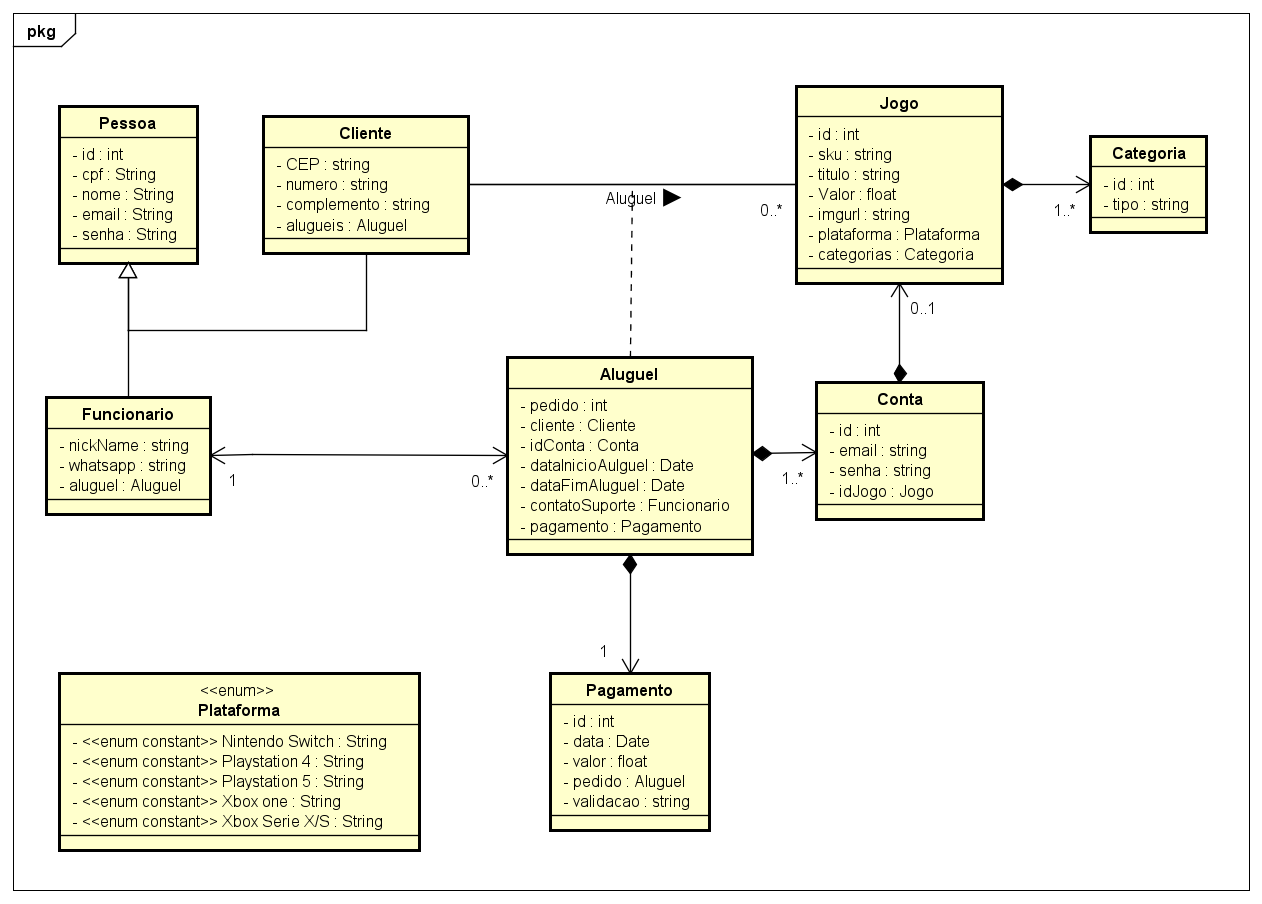 pkg
Pessoa
- id : int
- cpf : String
- nome : String
- email : String
- senha : String
Cliente
- CEP : string
- numero : string
- complemento : string
- alugueis : Aluguel
Aluguel
0..*
Jogo
- id : int
- sku : string
- titulo : string
- Valor : float
- imgurl : string
- plataforma : Plataforma
- categorias : Categoria
1..*
Categoria
- id : int
- tipo : string
0..1
Funcionario
- nickName : string
- whatsapp : string
- aluguel : Aluguel
1
0..*
Aluguel
- pedido : int
- cliente : Cliente
- idConta : Conta
- dataInicioAulguel : Date
- dataFimAluguel : Date
- contatoSuporte : Funcionario
- pagamento : Pagamento
1..*
Conta
- id : int
- email : string
- senha : string
- idJogo : Jogo
1
<<enum>>
Plataforma
- <<enum constant>> Nintendo Switch : String
- <<enum constant>> Playstation 4 : String
- <<enum constant>> Playstation 5 : String
- <<enum constant>> Xbox one : String
- <<enum constant>> Xbox Serie X/S : String
Pagamento
- id : int
- data : Date
- valor : float
- pedido : Aluguel
- validacao : string